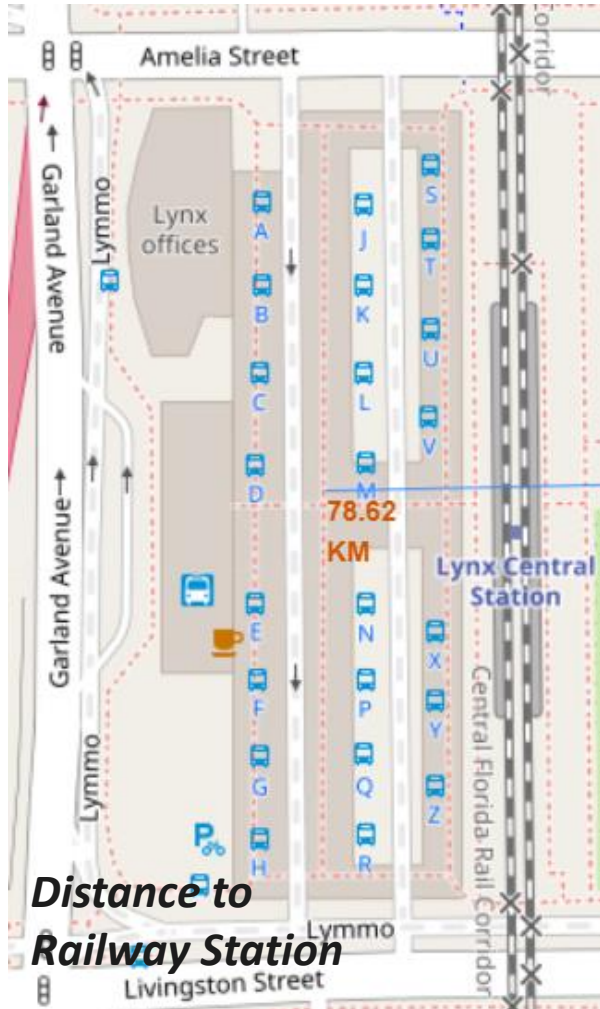 Amelia Street
Corridor
Garland Avenue
Lymmo
Lynx
offices
A
B
C
D
J
K
L
M
S
T
U
V
78.62
KM
Lynx Central
Station
Garland Avenue
E
F
G
H
N
P
Q
R
X
Y
Z
Central Florida Rail Corridor
Lymmo
P
Distance to
Railway Station
Lymmo
Livingston Street